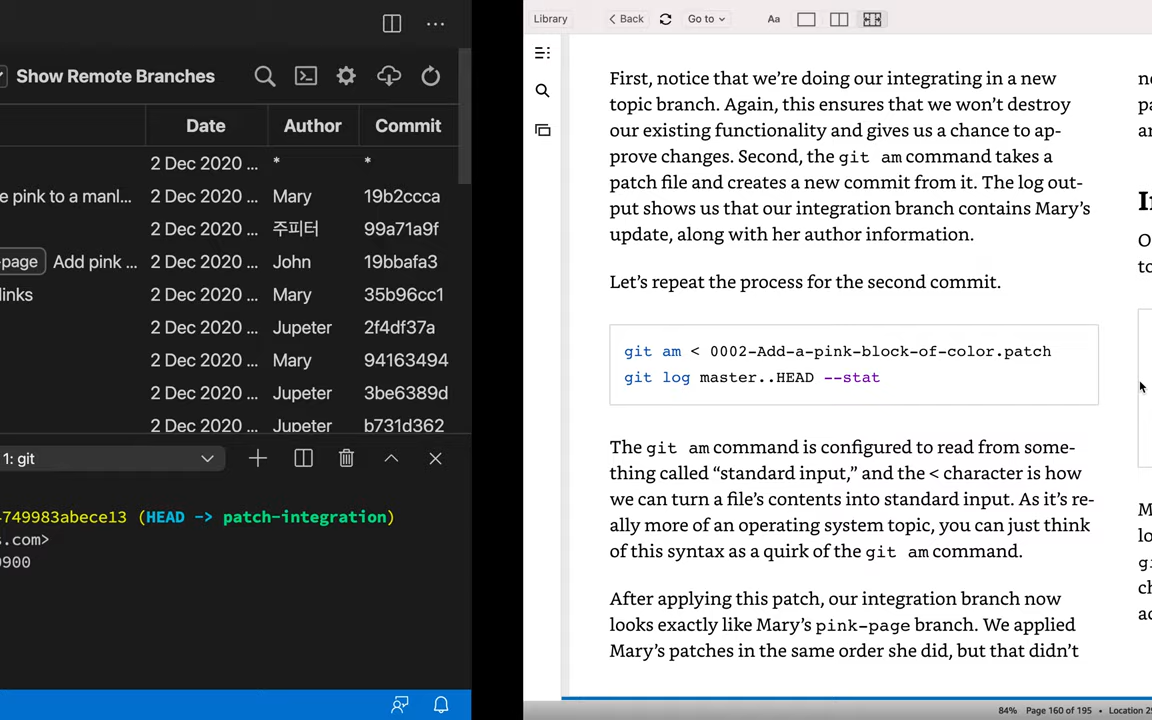 Show Remote Branches
Date Author Commit
2 Dec 2020 ... * *
e pink to a manl... 2 Dec 2020 ... Mary 19b2ccca
2 Dec 2020 ... 주피터 99a71a9f
-page Add pink ... 2 Dec 2020 ... John 19bbafa3
links 2 Dec 2020 ... Mary 35b96cc1
2 Dec 2020 ... Jupeter 2f4df37a
2 Dec 2020 ... Mary 94163494
2 Dec 2020 ... Jupeter 3be6389d
2 Dec 2020 ... Jupeter b731d362
1: git
4749983abece13 (HEAD -> patch-integration)
s.com>
0900
Library Back Go to Aa
First, notice that we’re doing our integrating in a new
topic branch. Again, this ensures that we won’t destroy
our existing functionality and gives us a chance to ap-
prove changes. Second, the git am command takes a
patch file and creates a new commit from it. The log out-
put shows us that our integration branch contains Mary’s
update, along with her author information.
Let’s repeat the process for the second commit.
git am < 0002-Add-a-pink-block-of-color.patch
git log master..HEAD --stat
The git am command is configured to read from some-
thing called “standard input,” and the < character is how
we can turn a file’s contents into standard input. As it’s re-
ally more of an operating system topic, you can just think
of this syntax as a quirk of the git am command.
After applying this patch, our integration branch now
looks exactly like Mary’s pink-page branch. We applied
Mary’s patches in the same order she did, but that didn’t
84% Page 160 of 195 • Location